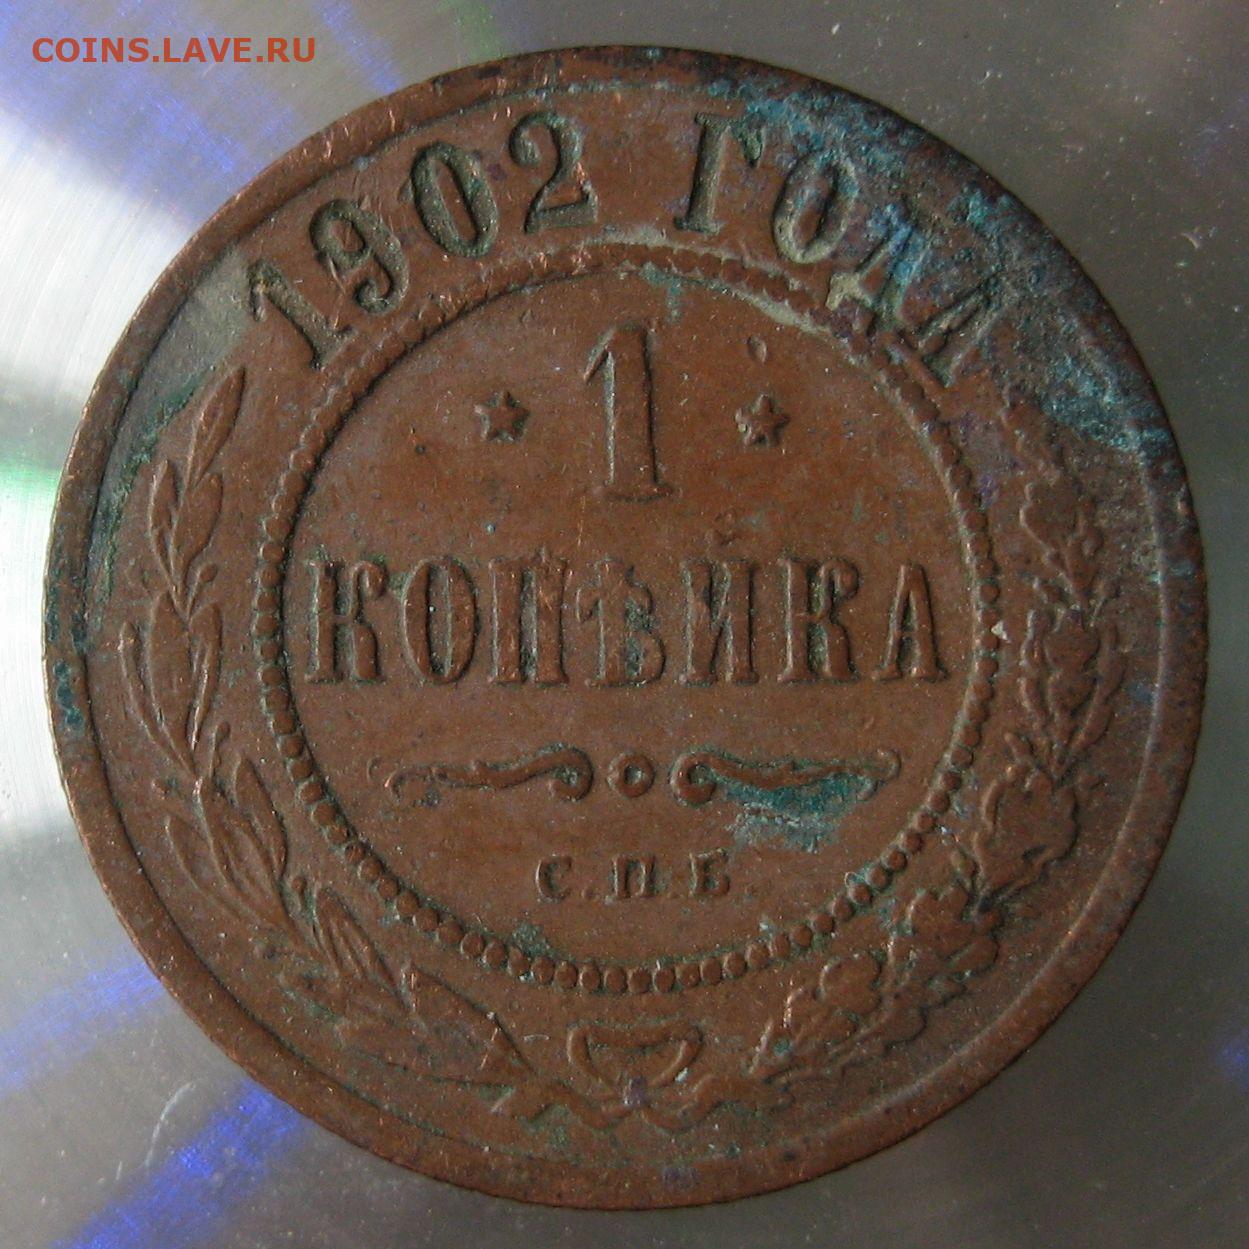 COINS.LAVE.RU
1902 ГОДА
1
КОПѢЙКА
С.П.Б.